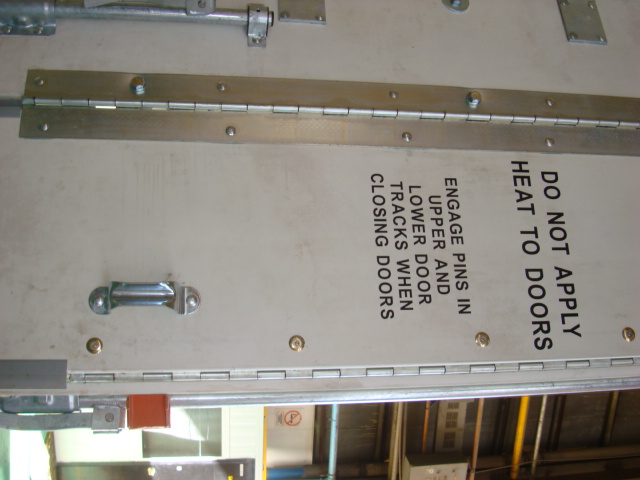 DO NOT APPLY
HEAT TO DOORS
ENGAGE PINS IN
UPPER AND
LOWER DOOR
TRACKS WHEN
CLOSING DOORS